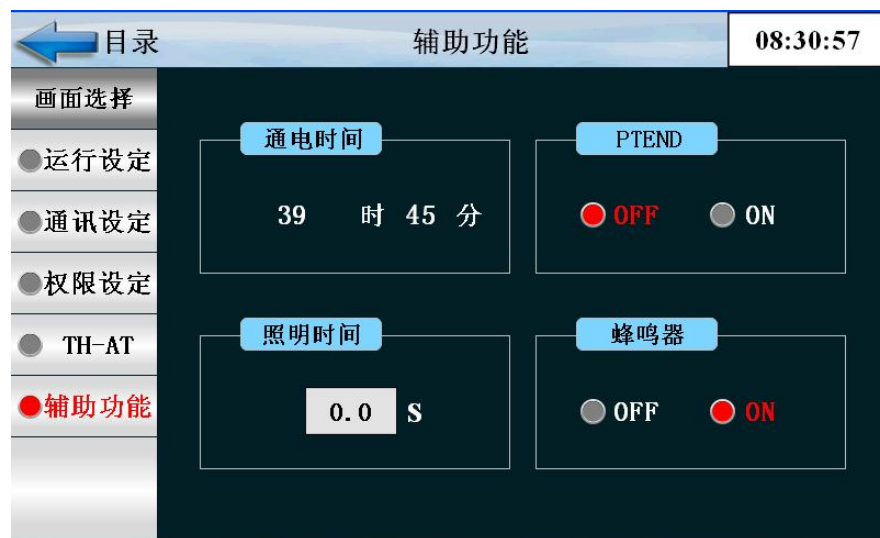 目录 辅助功能 08:30:57
画面选择
运行设定
通讯设定
权限设定
TH-AT
辅助功能
通电时间
39 时 45 分
PTEND
OFF ON
照明时间
0.0 S
蜂鸣器
OFF ON